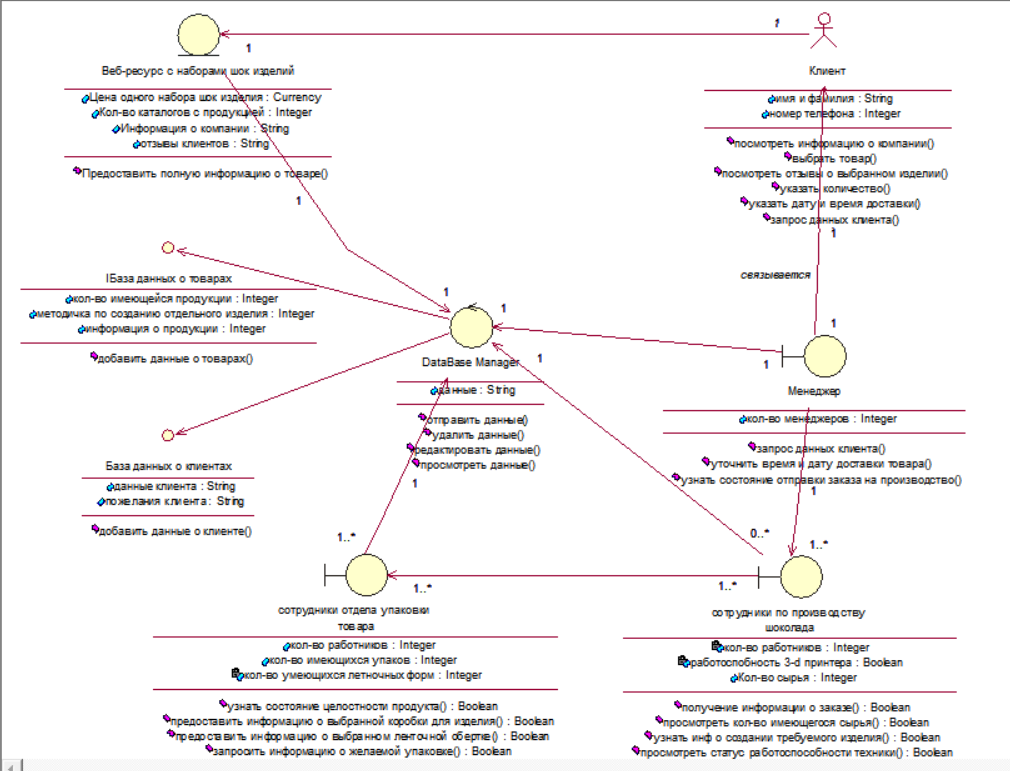 Веб-ресурс с наборами шок изделий
Цена одного набора шок изделия : Currency
Кол-во каталогов с продукцией : Integer
Информация о компании : String
отзывы клиентов : String
Предоставить полную информацию о товаре()
1
1
1
Клиент
имя и фамилия : String
номер телефона : Integer
посмотреть информацию о компании()
выбрать товар()
посмотреть отзывы о выбранном изделии()
указать количество()
указать дату и время доставки()
запрос данных клиента()
1
связывается
1
IБаза данных о товарах
кол-во имеющейся продукции : Integer
методичка по созданию отдельного изделия : Integer
информация о продукции : Integer
добавить данные о товарах()
1
1
1
1
DataBase Manager
данные : String
отправить данные()
удалить данные()
редактировать данные()
просмотреть данные()
1
Менеджер
кол-во менеджеров : Integer
запрос данных клиента()
уточнить время и дату доставки товара()
узнать состояние отправки заказа на производство()
1
База данных о клиентах
данные клиента : String
пожелания клиента : String
добавить данные о клиенте()
1..*
0..*
1..*
1..*
1..*
сотрудники отдела упаковки
товара
кол-во работников : Integer
кол-во имеющихся упаков : Integer
кол-во умеющихся леточных форм : Integer
узнать состояние целостности продукта() : Boolean
предоставить информацию о выбранной коробки для изделия() : Boolean
предоставить информацию о выбранном ленточной обертке() : Boolean
запросить информацию о желаемой упаковке() : Boolean
сотрудники по производству
шоколада
кол-во работников : Integer
работоспобность 3-d принтера : Boolean
Кол-во сырья : Integer
получение информации о заказе() : Boolean
просмотреть кол-во имеющегося сырья() : Boolean
узнать инф о создании требуемого изделия() : Boolean
просмотреть статус работоспобности техники() : Boolean